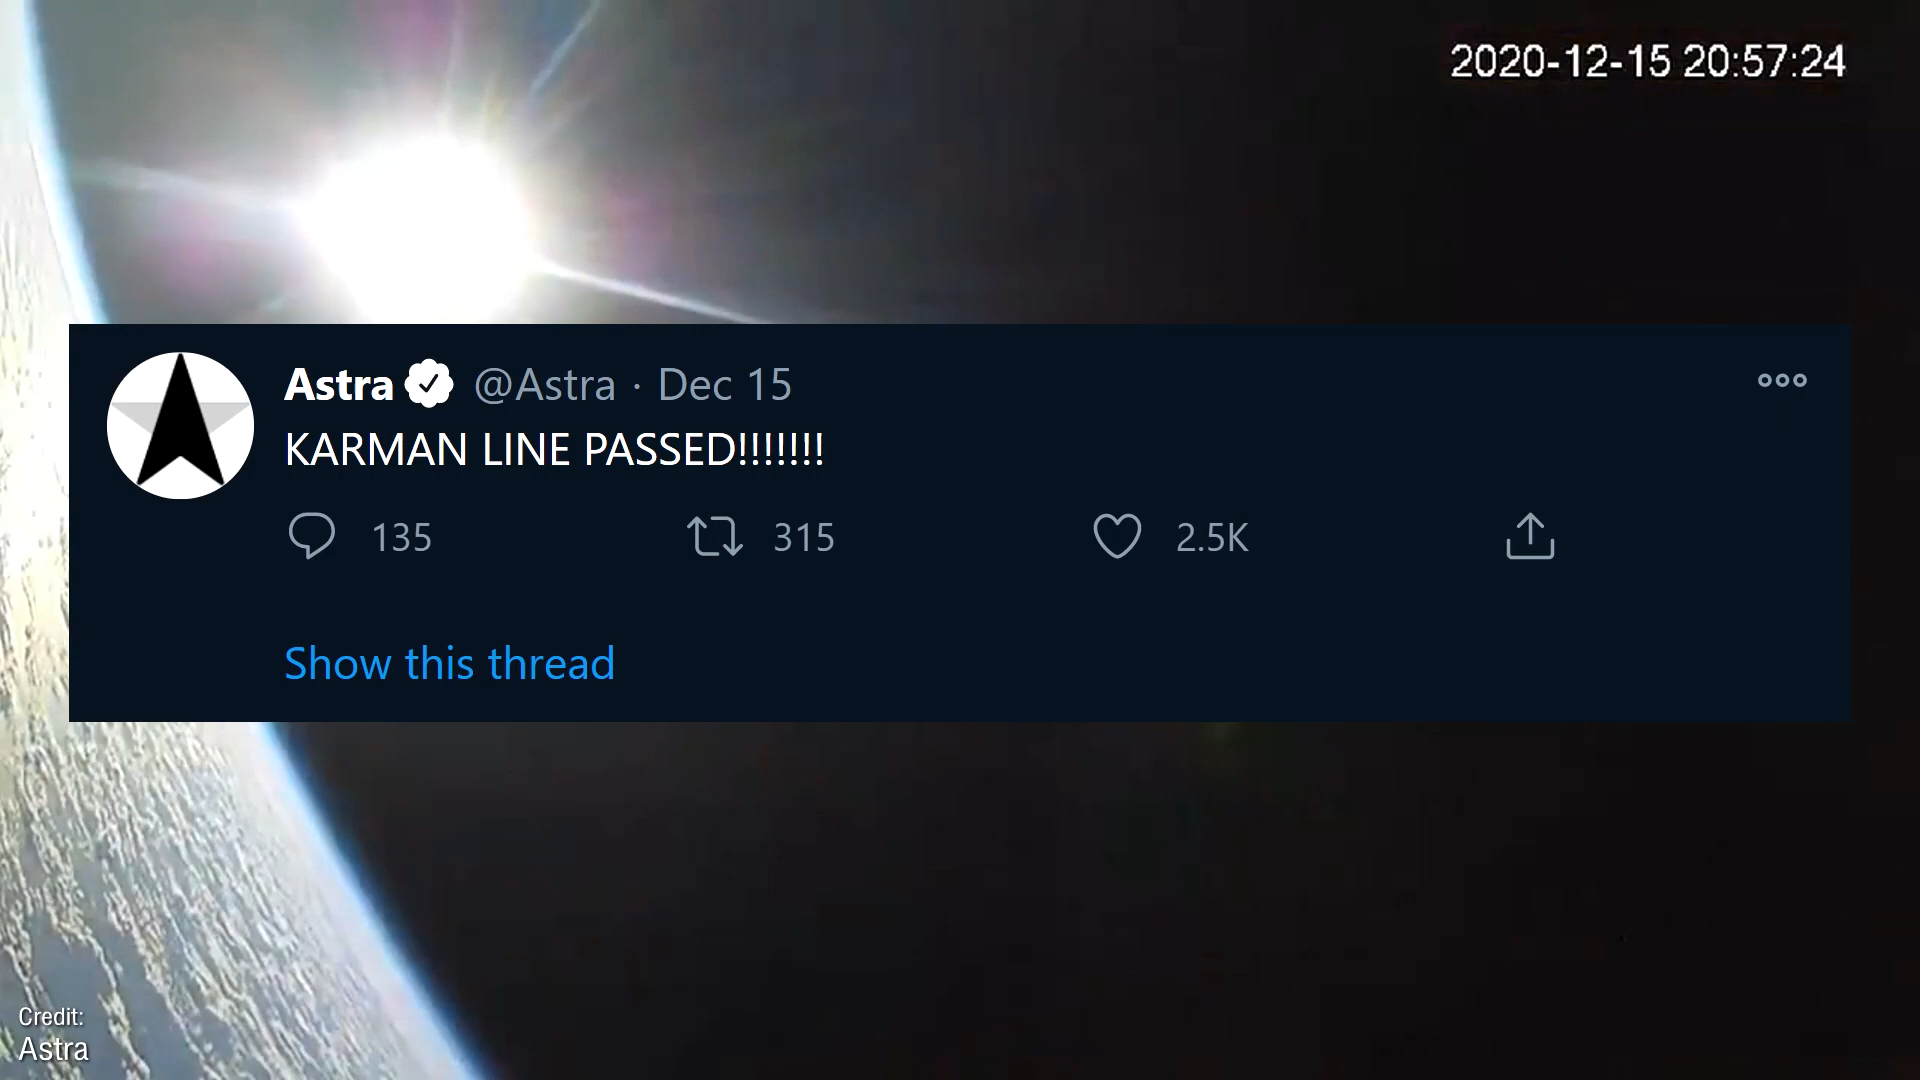 2020-12-15 20:57:24
Astra @Astra · Dec 15
KARMAN LINE PASSED!!!!!!!
135 315 2.5K
Show this thread
Credit:
Astra